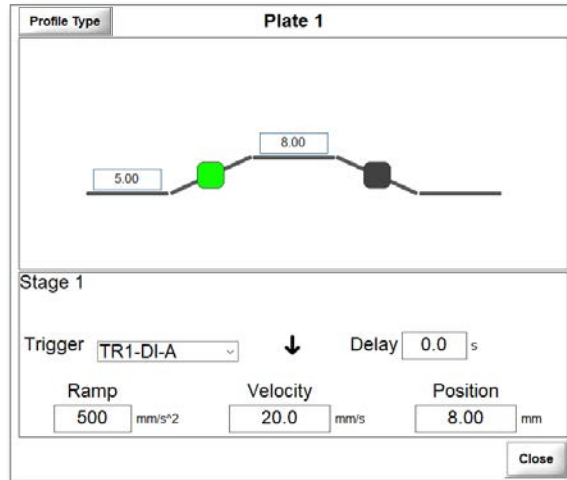 Profile Type
Plate 1
8.00
5.00
Stage 1
Trigger TR1-DI-A Delay 0.0 s
Ramp Velocity Position
500 mm/s^2 20.0 mm/s 8.00 mm
Close